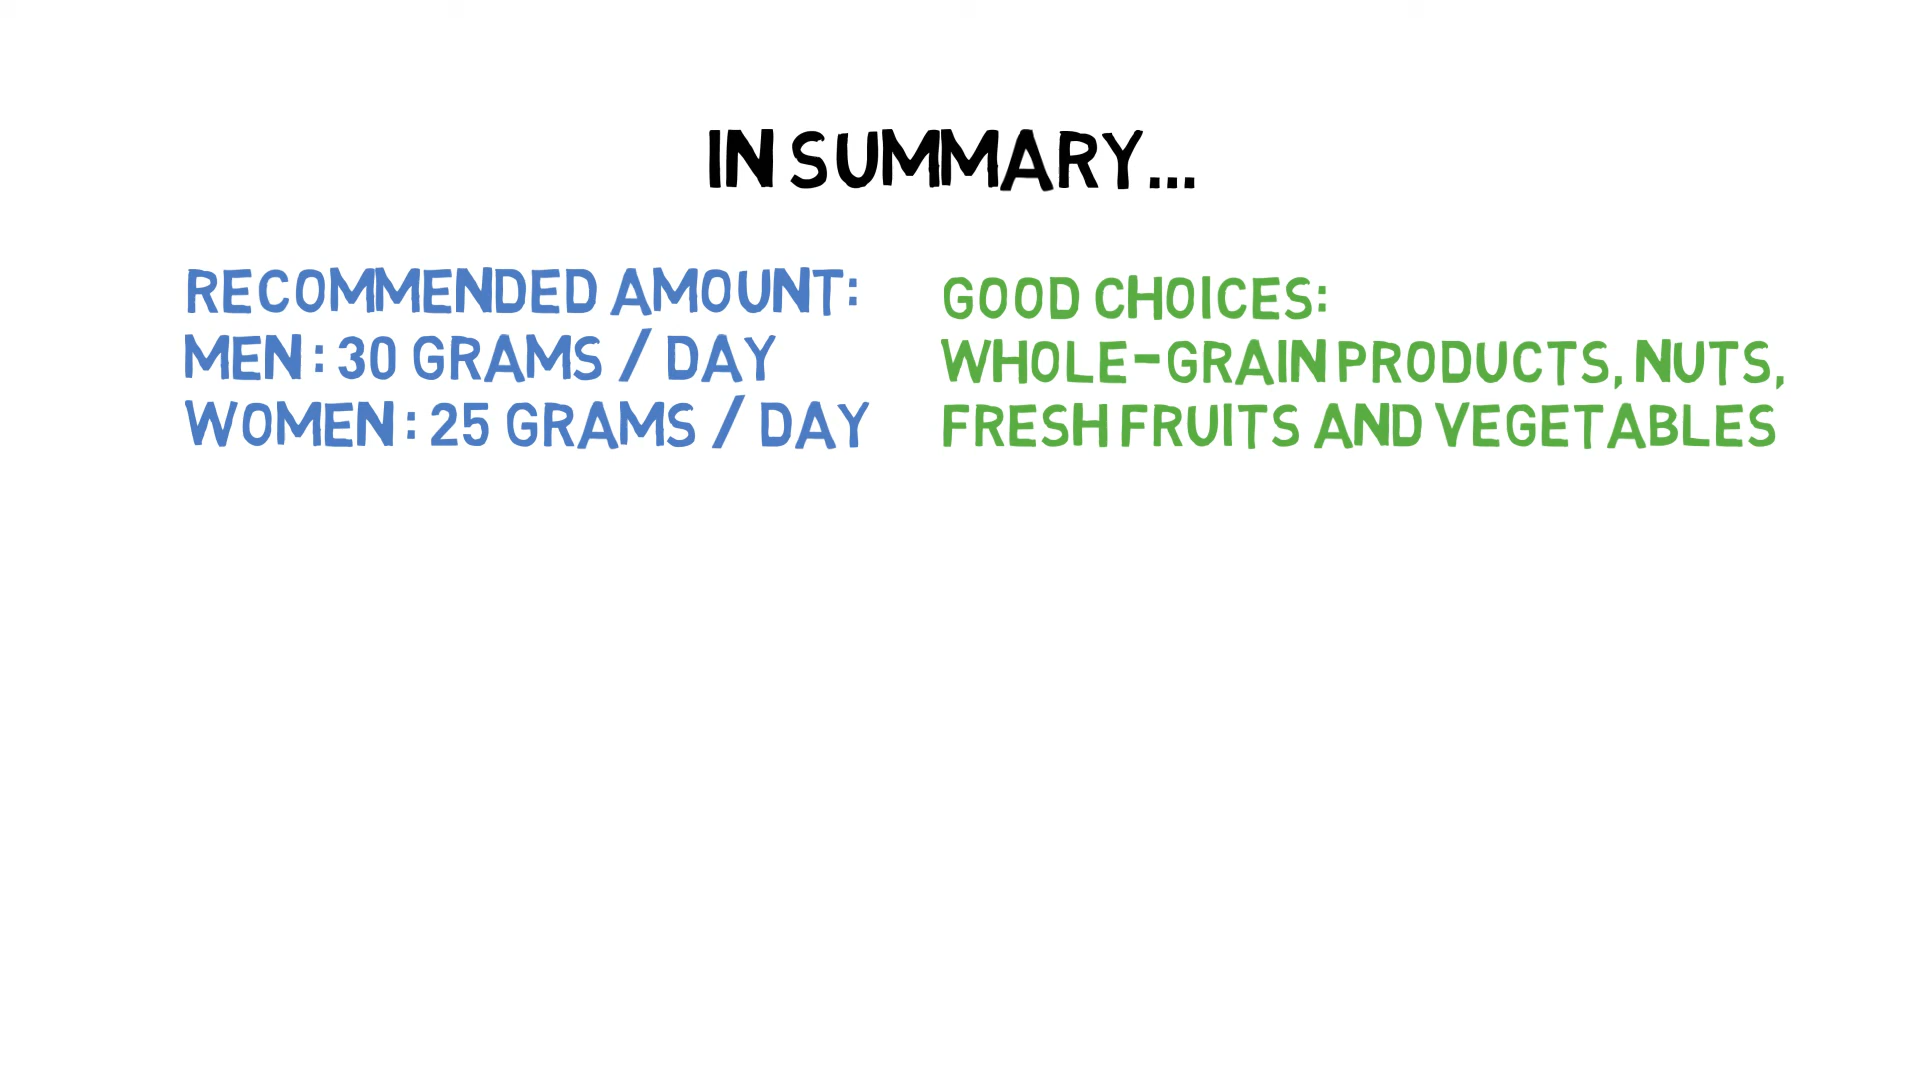 IN SUMMARY...
RECOMMENDED AMOUNT:
MEN: 30 GRAMS / DAY
WOMEN: 25 GRAMS / DAY
GOOD CHOICES:
WHOLE-GRAIN PRODUCTS, NUTS,
FRESH FRUITS AND VEGETABLES